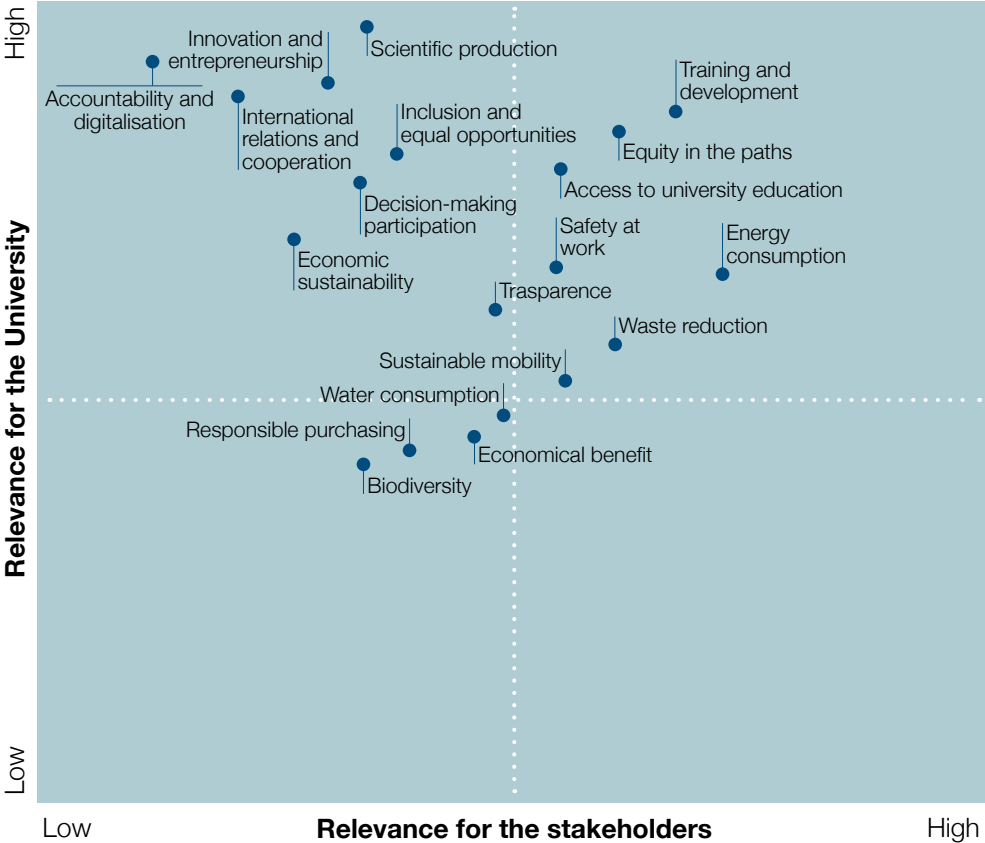 High
Innovation and
entrepreneurship
Scientific production
Accountability and
digitalisation
International
relations and
cooperation
Inclusion and
equal opportunities
Training and
development
Equity in the paths
Access to university education
Decision-making
participation
Safety at
work
Energy
consumption
Economic
sustainability
Trasparence
Waste reduction
Sustainable mobility
Water consumption
Responsible purchasing
Economical benefit
Biodiversity
Relevance for the University
Low
Low
Relevance for the stakeholders
High